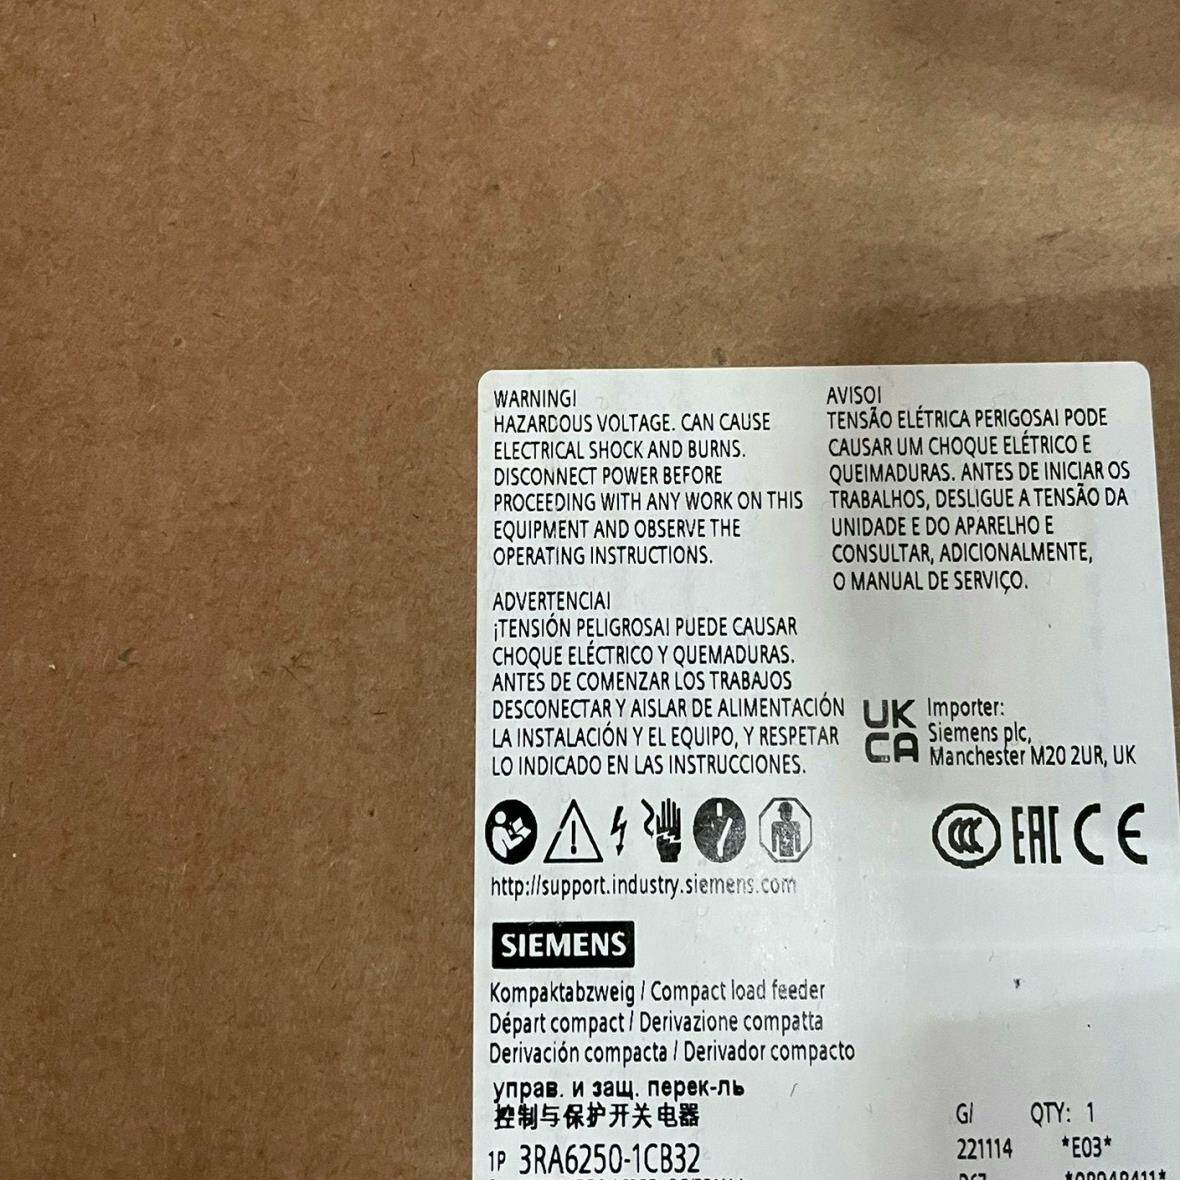 WARNING!
HAZARDOUS VOLTAGE. CAN CAUSE
ELECTRICAL SHOCK AND BURNS.
DISCONNECT POWER BEFORE
PROCEEDING WITH ANY WORK ON THIS
EQUIPMENT AND OBSERVE THE
OPERATING INSTRUCTIONS.
ADVERTENCIA!
¡TENSIÓN PELIGROSA! PUEDE CAUSAR
CHOQUE ELÉCTRICO Y QUEMADURAS.
ANTES DE COMENZAR LOS TRABAJOS
DESCONECTAR Y AISLAR DE ALIMENTACIÓN
LA INSTALACIÓN Y EL EQUIPO, Y RESPETAR
LO INDICADO EN LAS INSTRUCCIONES.
AVISO!
TENSÃO ELÉTRICA PERIGOSA! PODE
CAUSAR UM CHOQUE ELÉTRICO E
QUEIMADURAS. ANTES DE INICIAR OS
TRABALHOS, DESLIGUE A TENSÃO DA
UNIDADE E DO APARELHO E
CONSULTAR, ADICIONALMENTE,
O MANUAL DE SERVIÇO.
UK
CA
Importer:
Siemens plc,
Manchester M20 2UR, UK
CCC EAC CE
http://support.industry.siemens.com
SIEMENS
Kompaktabzweig / Compact load feeder
Départ compact / Derivazione compatta
Derivación compacta / Derivador compacto
управ. и защ. перек-ль
控制与保护开关电器
1P 3RA6250-1CB32
G/ QTY: 1
221114 *E03*